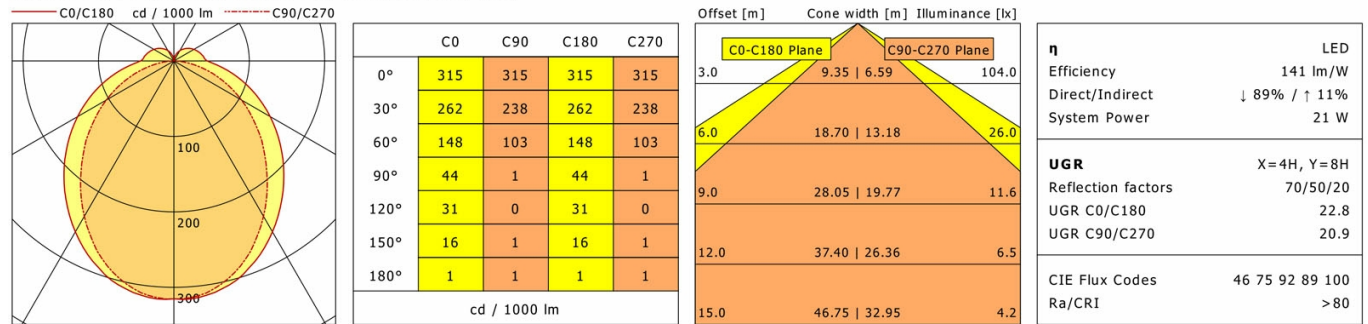 C0/C180 cd / 1000 lm C90/C270
100
200
300
C0 C90 C180 C270
0° 315 315 315 315
30° 262 238 262 238
60° 148 103 148 103
90° 44 1 44 1
120° 31 0 31 0
150° 16 1 16 1
180° 1 1 1 1
cd / 1000 lm
Offset [m] Cone width [m] Illuminance [lx]
C0-C180 Plane C90-C270 Plane
3.0 9.35 | 6.59 104.0
6.0 18.70 | 13.18 26.0
9.0 28.05 | 19.77 11.6
12.0 37.40 | 26.36 6.5
15.0 46.75 | 32.95 4.2
η LED
Efficiency 141 lm/W
Direct/Indirect ↓ 89% / ↑ 11%
System Power 21 W
UGR X=4H, Y=8H
Reflection factors 70/50/20
UGR C0/C180 22.8
UGR C90/C270 20.9
CIE Flux Codes 46 75 92 89 100
Ra/CRI >80